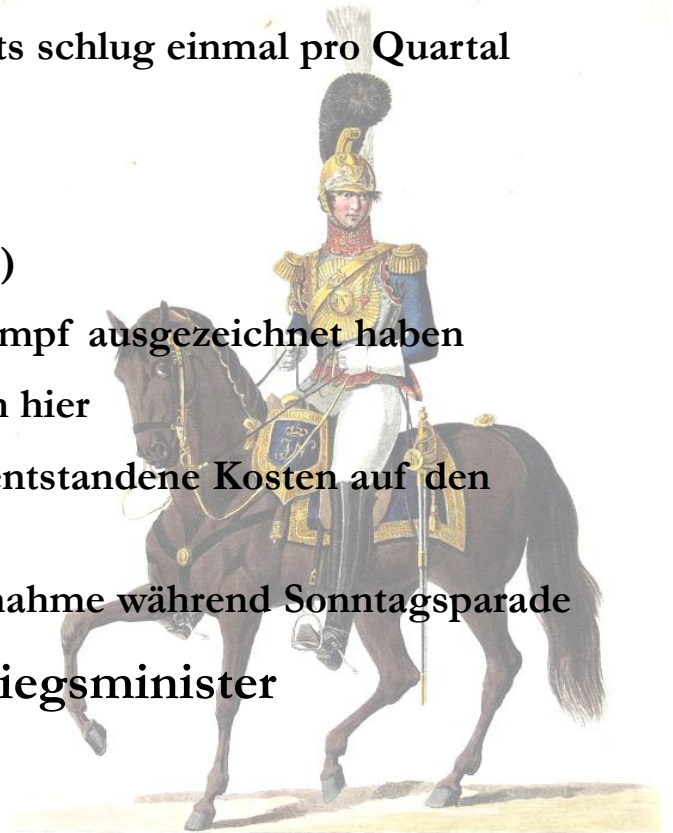 ts schlug einmal pro Quartal
)
mpf ausgezeichnet haben
n hier
entstandene Kosten auf den
nahme während Sonntagsparade
iegsminister